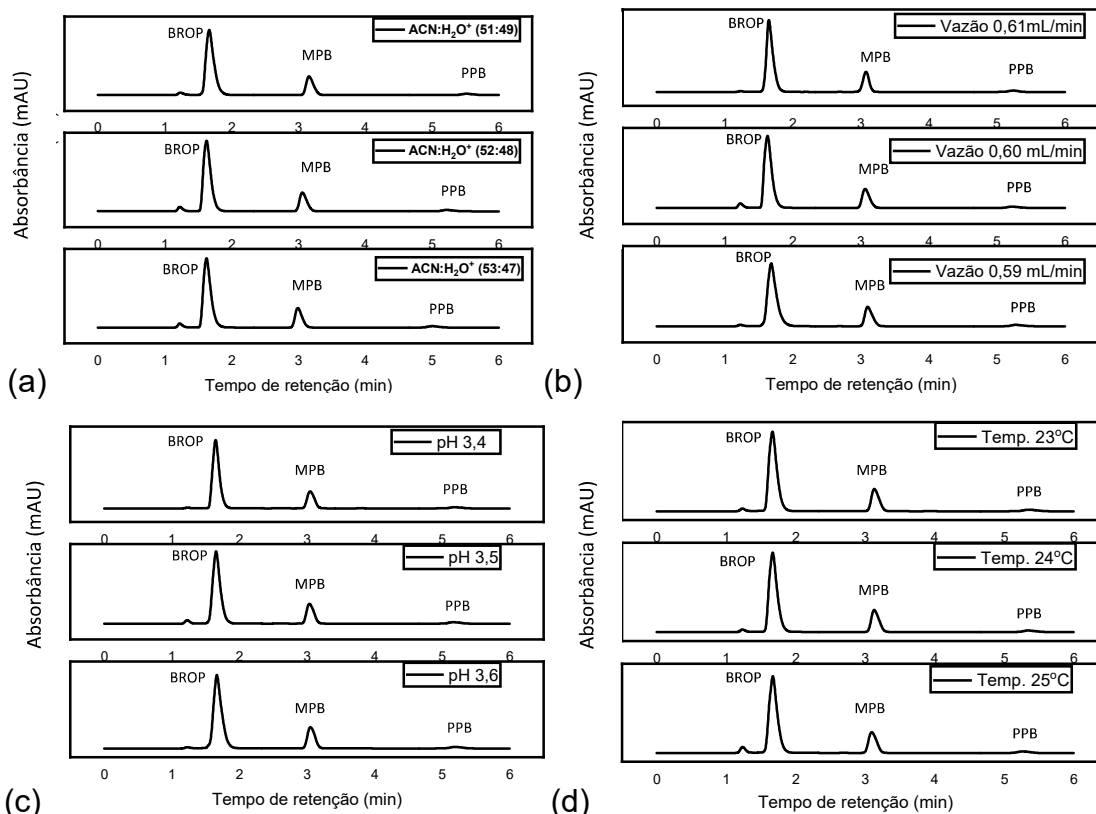 Absorbância (mAU)
BROP
MPB
PPB
ACN:H₂O⁺ (51:49)
0 1 2 3 4 5 6
BROP
MPB
PPB
ACN:H₂O⁺ (52:48)
0 1 2 3 4 5 6
BROP
MPB
PPB
ACN:H₂O⁺ (53:47)
0 1 2 3 4 5 6
Tempo de retenção (min)
(a)
Absorbância (mAU)
BROP
MPB
PPB
Vazão 0,61mL/min
0 1 2 3 4 5 6
BROP
MPB
PPB
Vazão 0,60 mL/min
0 1 2 3 4 5 6
BROP
MPB
PPB
Vazão 0,59 mL/min
0 1 2 3 4 5 6
Tempo de retenção (min)
(b)
Absorbância (mAU)
BROP
MPB
PPB
pH 3,4
0 1 2 3 4 5 6
BROP
MPB
PPB
pH 3,5
0 1 2 3 4 5 6
BROP
MPB
PPB
pH 3,6
0 1 2 3 4 5 6
Tempo de retenção (min)
(c)
Absorbância (mAU)
BROP
MPB
PPB
Temp. 23ºC
0 1 2 3 4 5 6
BROP
MPB
PPB
Temp. 24ºC
0 1 2 3 4 5 6
BROP
MPB
PPB
Temp. 25ºC
0 1 2 3 4 5 6
Tempo de retenção (min)
(d)